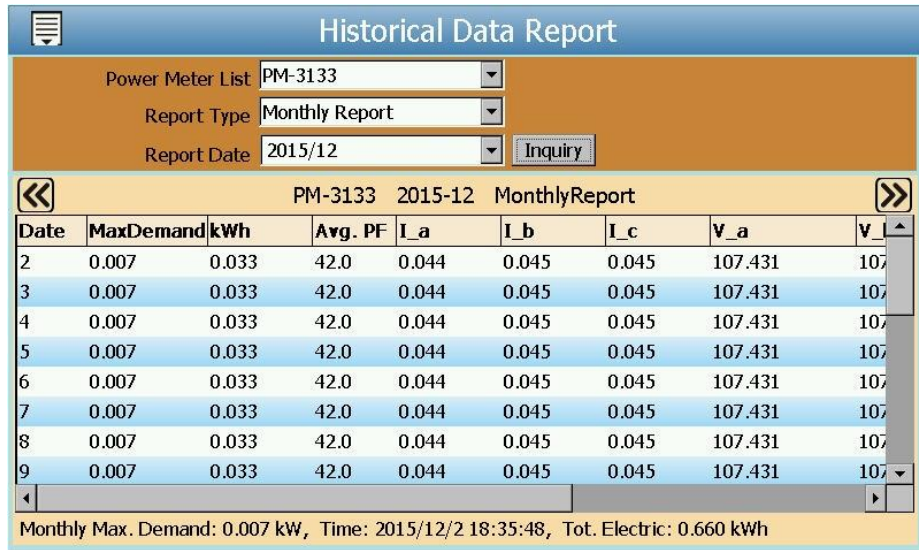 Historical Data Report
Power Meter List PM-3133
Report Type Monthly Report
Report Date 2015/12 Inquiry
PM-3133 2015-12 MonthlyReport
Date MaxDemand kWh Avg. PF I_a I_b I_c V_a
2 0.007 0.033 42.0 0.044 0.045 0.045 107.431 107
3 0.007 0.033 42.0 0.044 0.045 0.045 107.431 107
4 0.007 0.033 42.0 0.044 0.045 0.045 107.431 107
5 0.007 0.033 42.0 0.044 0.045 0.045 107.431 107
6 0.007 0.033 42.0 0.044 0.045 0.045 107.431 107
7 0.007 0.033 42.0 0.044 0.045 0.045 107.431 107
8 0.007 0.033 42.0 0.044 0.045 0.045 107.431 107
9 0.007 0.033 42.0 0.044 0.045 0.045 107.431 107
Monthly Max. Demand: 0.007 kW, Time: 2015/12/2 18:35:48, Tot. Electric: 0.660 kWh